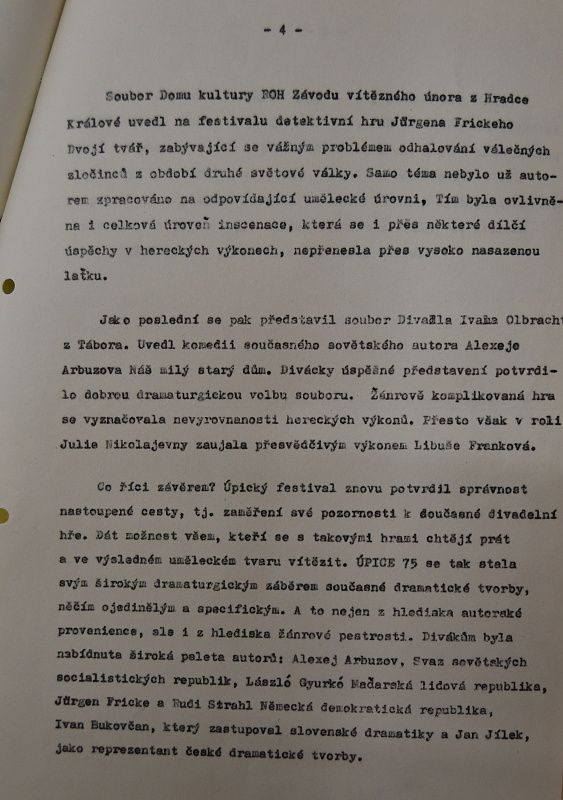 - 4 -
Soubor Domu kultury ROH Závodu vítězného února z Hradce
Králové uvedl na festivalu detektivní hru Jürgena Frickeho
Dvojí tvář, zabývající se vážným problémem odhalování válečných
zločinců z období druhé světové války. Samo téma nebylo už auto-
rem zpracováno na odpovídající umělecké úrovni, Tím byla ovlivně-
na i celková úroveň inscenace, která se i přes některé dílčí
úspěchy v hereckých výkonech, nepřenesla přes vysoko nasazenou
laťku.
Jako poslední se pak představil soubor Divadla Ivana Olbracht
z Tábora. Uvedl komedii současného sovětského autora Alexeje
Arbuzova Náš milý starý dům. Divácky úspěšné představení potvrdi-
lo dobrou dramaturgickou volbu souboru. Žánrově komplikovaná hra
se vyznačovala nevyrovnaností hereckých výkonů. Přesto však v roli
Julie Nikolajevny zaujala přesvědčivým výkonem Libuše Franková.
Co říci závěrem? Úpický festival znovu potvrdil správnost
nastoupené cesty, tj. zaměření své pozornosti k současné divadelní
hře. Dát možnost všem, kteří se s takovými hrami chtějí prát
a ve výsledném uměleckém tvaru vítězit. ÚPICE 75 se tak stala
svým širokým dramaturgickým záběrem současné dramatické tvorby,
něčím ojedinělým a specifickým. A to nejen z hlediska autorské
provenience, ale i z hlediska žánrové pestrosti. Divákům byla
nabídnuta široká paleta autorů: Alexej Arbuzov, Svaz sovětských
socialistických republik, László Gyurkó Maďarská lidová republika,
Jürgen Fricke a Rudi Strahl Německá demokratická republika,
Ivan Bukovčan, který zastupoval slovenské dramatiky a Jan Jílek,
jako reprezentant české dramatické tvorby.